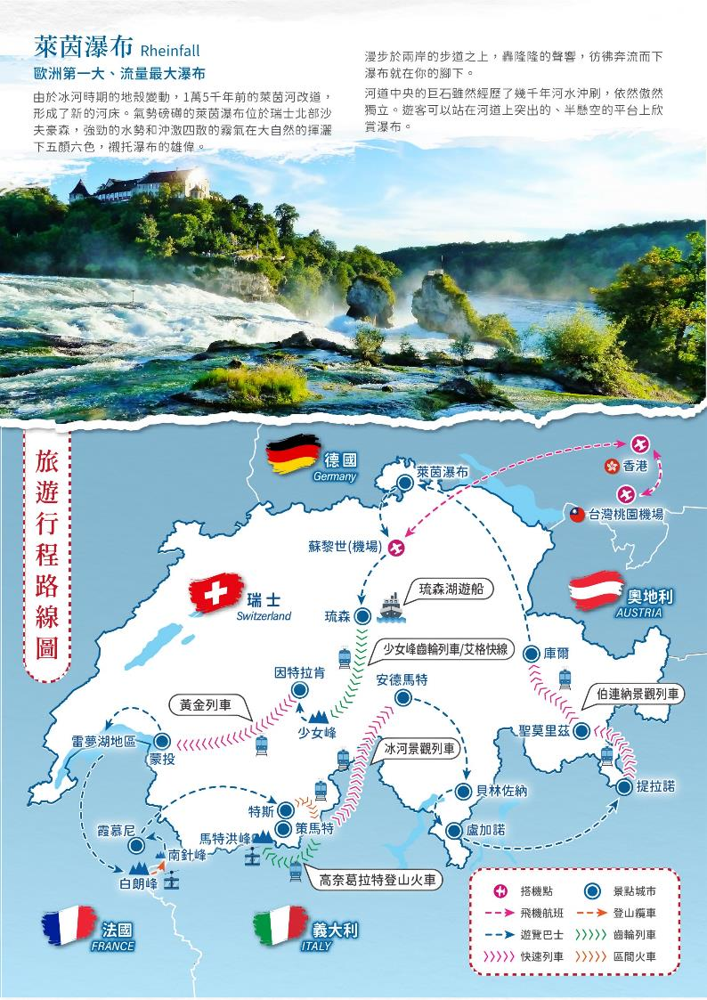 萊茵瀑布 Rheinfall
歐洲第一大、流量最大瀑布
由於冰河時期的地殼變動，1萬5千年前的萊茵河改道，
形成了新的河床。氣勢磅礡的萊茵瀑布位於瑞士北部沙
夫豪森，強勁的水勢和沖激四散的霧氣在大自然的揮灑
下五顏六色，襯托瀑布的雄偉。
漫步於兩岸的步道之上，轟隆隆的聲響，彷彿奔流而下
瀑布就在你的腳下。
河道中央的巨石雖然經歷了幾千年河水沖刷，依然傲然
獨立。遊客可以站在河道上突出的、半懸空的平台上欣
賞瀑布。
旅遊行程路線圖
德國
Germany
萊茵瀑布
香港
台灣桃園機場
蘇黎世(機場)
瑞士
Switzerland
琉森
琉森湖遊船
奧地利
AUSTRIA
少女峰齒輪列車/艾格快線
庫爾
因特拉肯
安德馬特
伯連納景觀列車
黃金列車
少女峰
聖莫里茲
雷夢湖地區
蒙投
冰河景觀列車
提拉諾
貝林佐納
特斯
策馬特
盧加諾
霞慕尼
馬特洪峰
南針峰
白朗峰
高奈葛拉特登山火車
法國
FRANCE
義大利
ITALY
搭機點
景點城市
飛機航班
登山纜車
遊覽巴士
齒輪列車
快速列車
區間火車